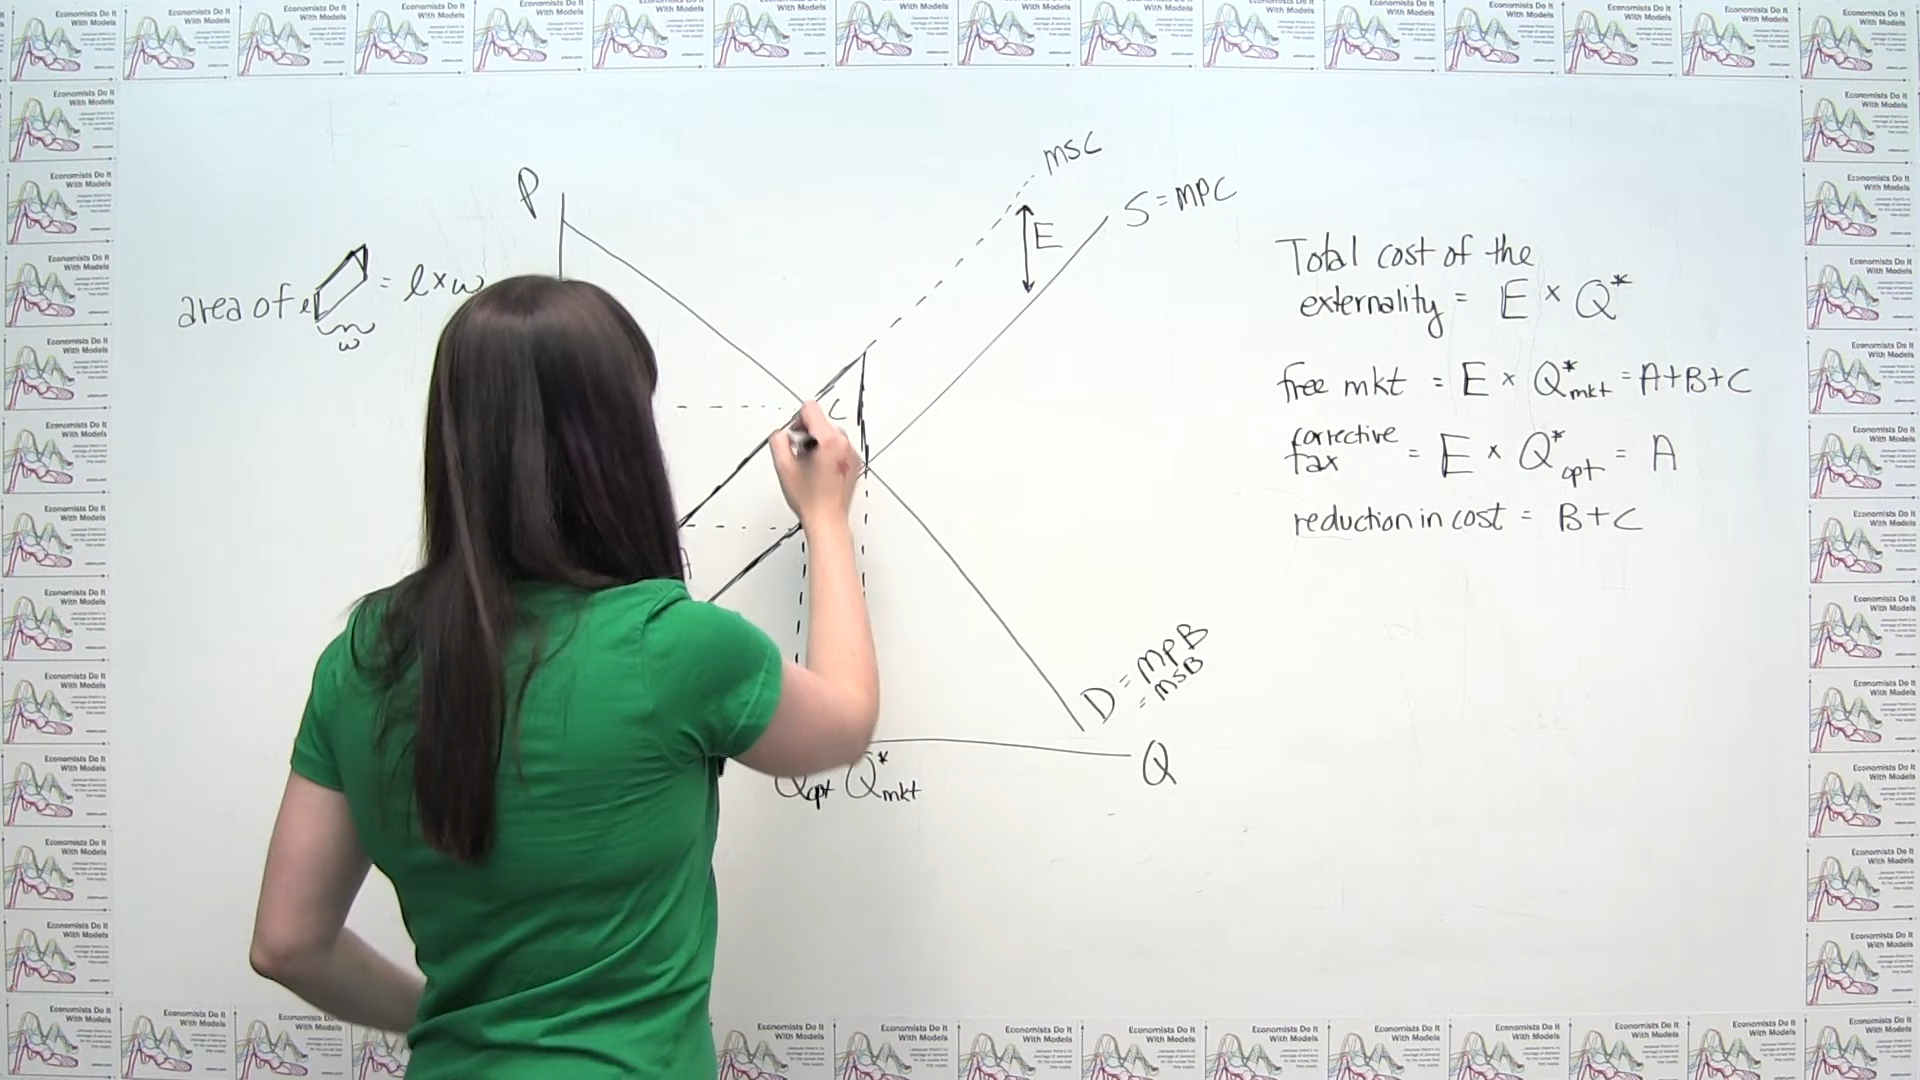 Economists Do It
With Models
P
MSC
S = MPC
E
area of l = l x w
w
C
A
D = MPB
= MSB
Q
Qopt Q*mkt
Total cost of the
externality = E x Q*
free mkt = E x Q*mkt = A+B+C
corrective
tax = E x Q*opt = A
reduction in cost = B+C